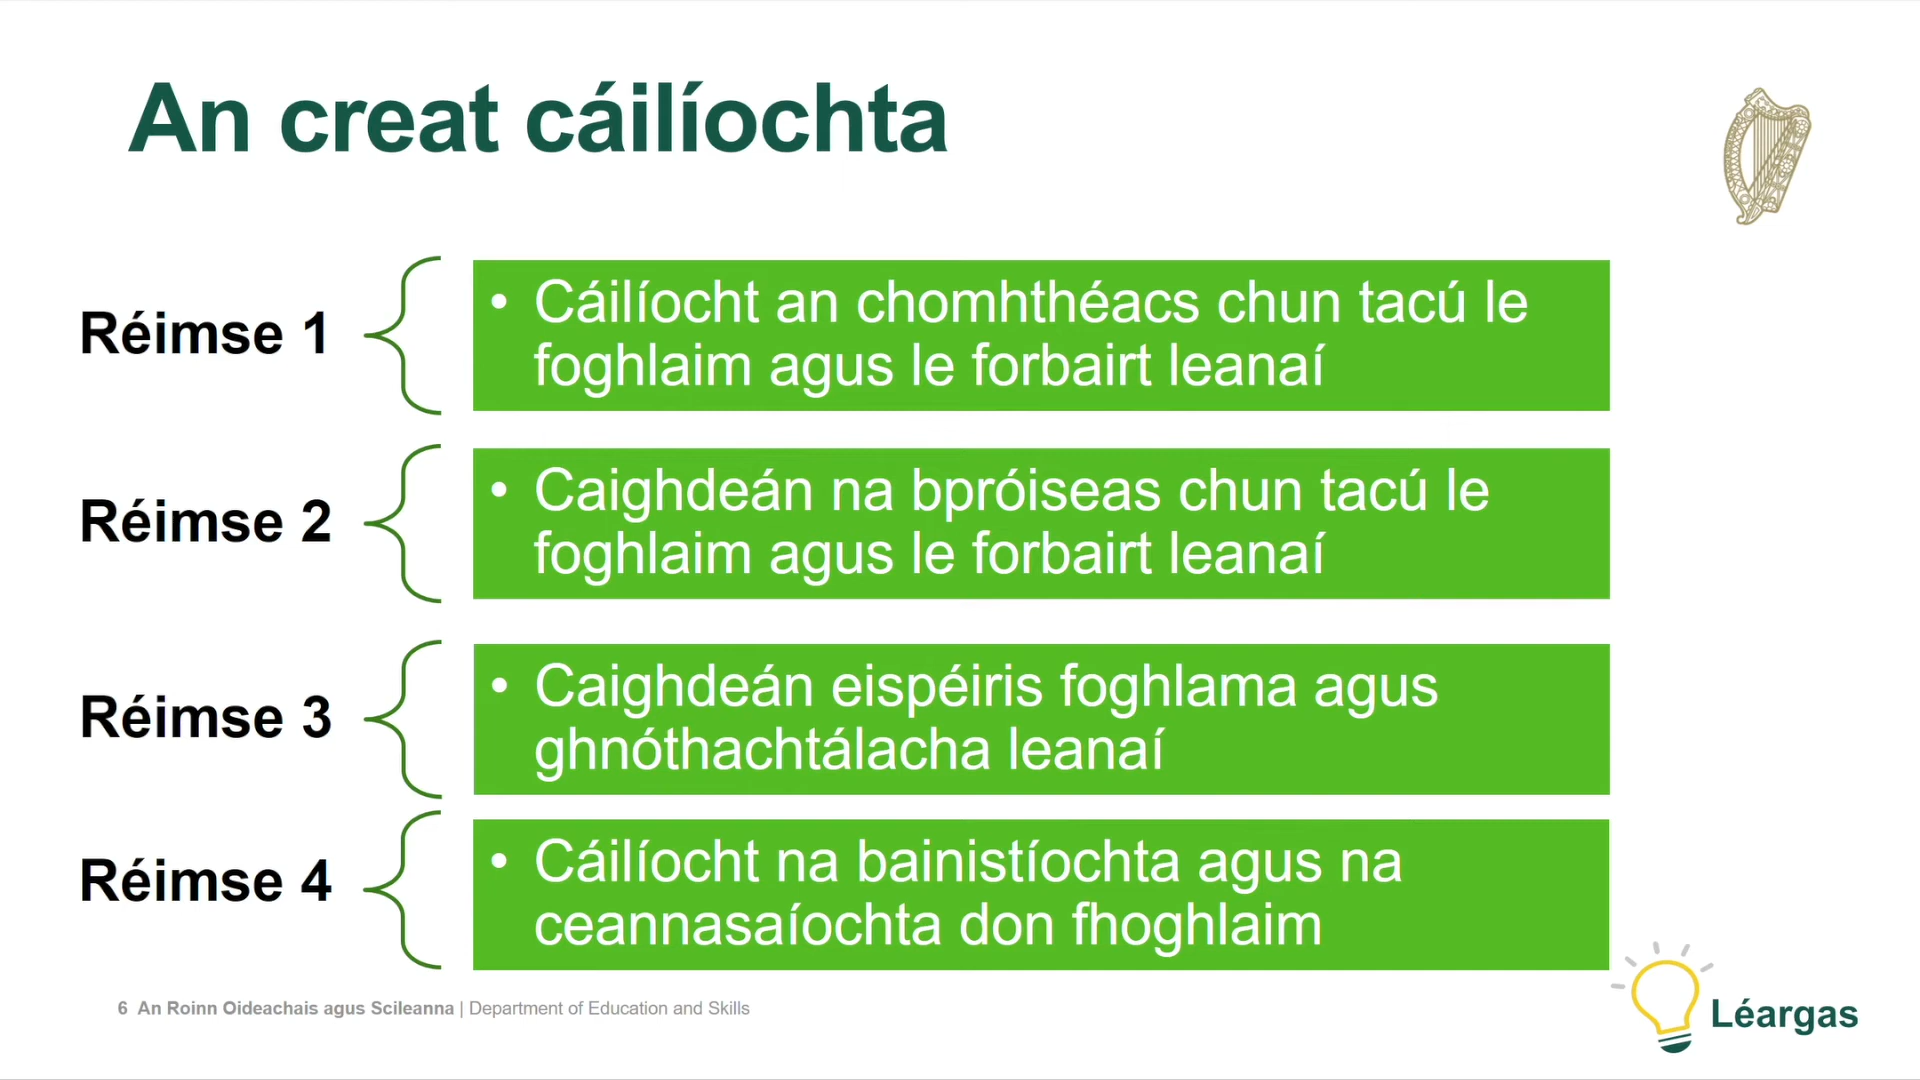 An creat cáilíochta
Réimse 1
• Cáilíocht an chomhthéacs chun tacú le
foghlaim agus le forbairt leanaí
Réimse 2
• Caighdeán na bpróiseas chun tacú le
foghlaim agus le forbairt leanaí
Réimse 3
• Caighdeán eispéiris foghlama agus
ghnóthachtálacha leanaí
Réimse 4
• Cáilíocht na bainistíochta agus na
ceannasaíochta don fhoghlaim
6 An Roinn Oideachais agus Scileanna | Department of Education and Skills
Léargas